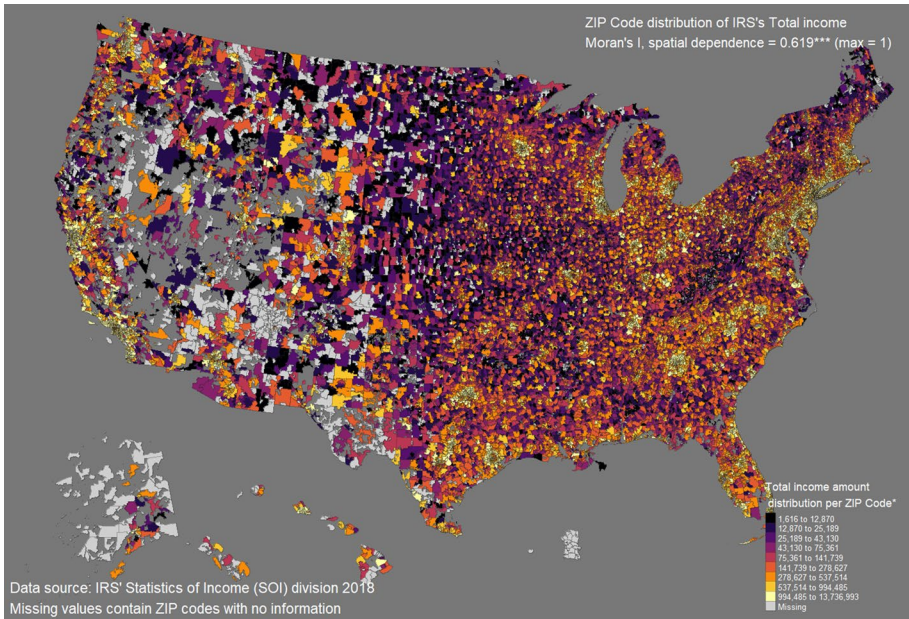 ZIP Code distribution of IRS's Total income
Moran's I, spatial dependence = 0.619*** (max = 1)
Total income amount
distribution per ZIP Code*
1,616 to 12,870
12,870 to 25,189
25,189 to 43,130
43,130 to 75,361
75,361 to 141,739
141,739 to 278,627
278,627 to 537,514
537,514 to 994,485
994,485 to 13,736,993
Missing
Data source: IRS' Statistics of Income (SOI) division 2018
Missing values contain ZIP codes with no information